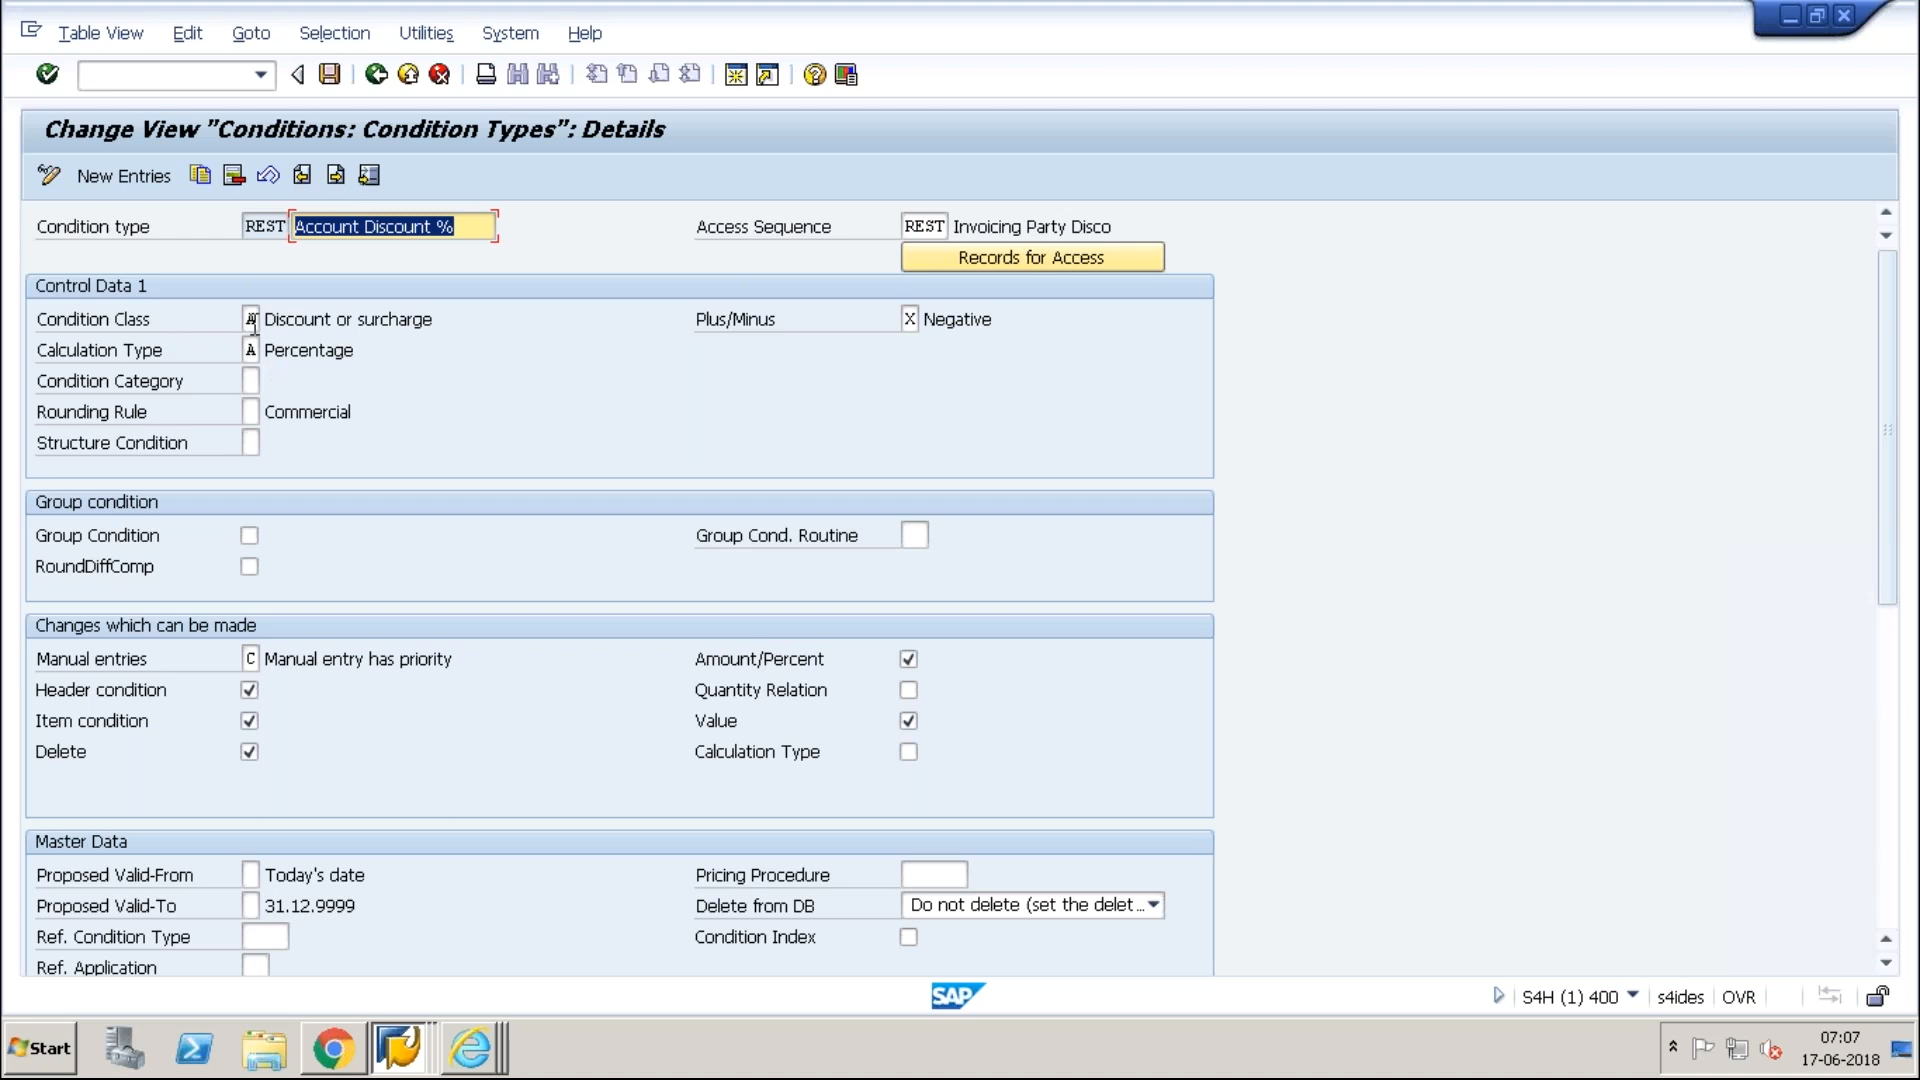 Table View Edit Goto Selection Utilities System Help
Change View "Conditions: Condition Types": Details
New Entries
Condition type REST Account Discount % Access Sequence REST Invoicing Party Disco
Records for Access
Control Data 1
Condition Class A Discount or surcharge Plus/Minus X Negative
Calculation Type A Percentage
Condition Category
Rounding Rule Commercial
Structure Condition
Group condition
Group Condition Group Cond. Routine
RoundDiffComp
Changes which can be made
Manual entries C Manual entry has priority Amount/Percent
Header condition Quantity Relation
Item condition Value
Delete Calculation Type
Master Data
Proposed Valid-From Today's date Pricing Procedure
Proposed Valid-To 31.12.9999 Delete from DB Do not delete (set the delet...
Ref. Condition Type Condition Index
Ref. Application
SAP S4H (1) 400 s4ides OVR
Start 07:07
17-06-2018